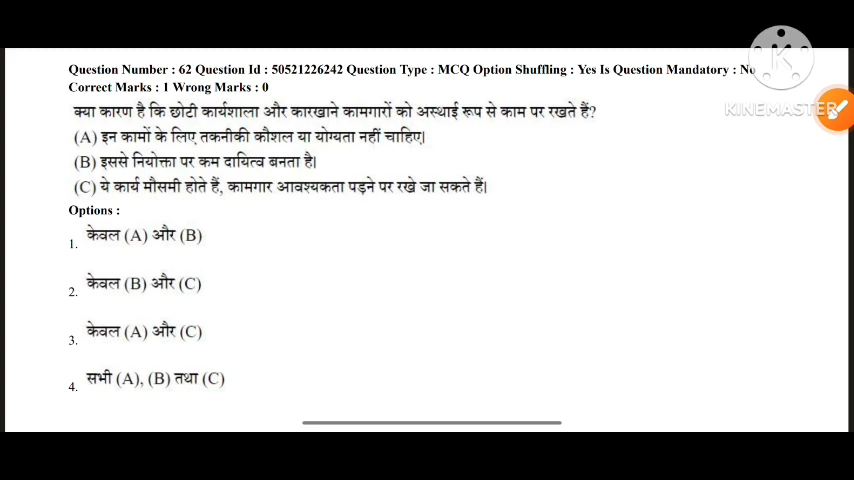 Question Number : 62 Question Id : 50521226242 Question Type : MCQ Option Shuffling : Yes Is Question Mandatory : No
Correct Marks : 1 Wrong Marks : 0
क्या कारण है कि छोटी कार्यशाला और कारखाने कामगारों को अस्थाई रूप से काम पर रखते हैं?
(A) इन कामों के लिए तकनीकी कौशल या योग्यता नहीं चाहिए।
(B) इससे नियोक्ता पर कम दायित्व बनता है।
(C) ये कार्य मौसमी होते हैं, कामगार आवश्यकता पड़ने पर रखे जा सकते हैं।
Options :
1. केवल (A) और (B)
2. केवल (B) और (C)
3. केवल (A) और (C)
4. सभी (A), (B) तथा (C)
KINEMASTER